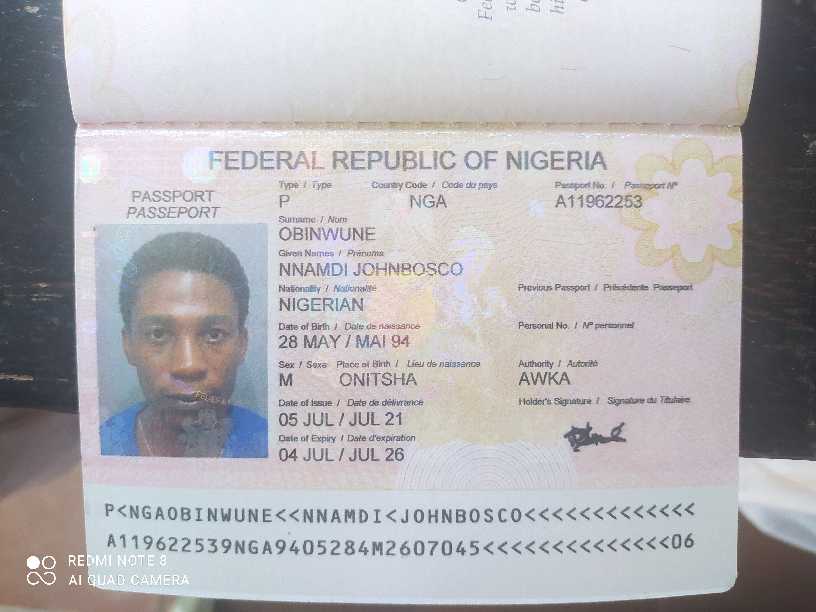 FEDERAL REPUBLIC OF NIGERIA
PASSPORT
PASSEPORT
Type / Type Country Code / Code du pays Passport No. / Passeport N°
P NGA A11962253
Surname / Nom
OBINWUNE
Given Names / Prénoms
NNAMDI JOHNBOSCO
Nationality / Nationalité Previous Passport / Précédente Passeport
NIGERIAN
Date of Birth / Date de naissance Personal No. / N° personnel
28 MAY / MAI 94
Sex / Sexe Place of Birth / Lieu de naissance Authority / Autorité
M ONITSHA AWKA
Date of Issue / Date de délivrance Holder's Signature / Signature du Titulaire
05 JUL / JUL 21
Date of Expiry / Date d'expiration
04 JUL / JUL 26
P<NGAOBINWUNE<<NNAMDI<JOHNBOSCO<<<<<<<<<<<<<
A119622539NGA9405284M2607045<<<<<<<<<<<<<<06
REDMI NOTE 8
AI QUAD CAMERA